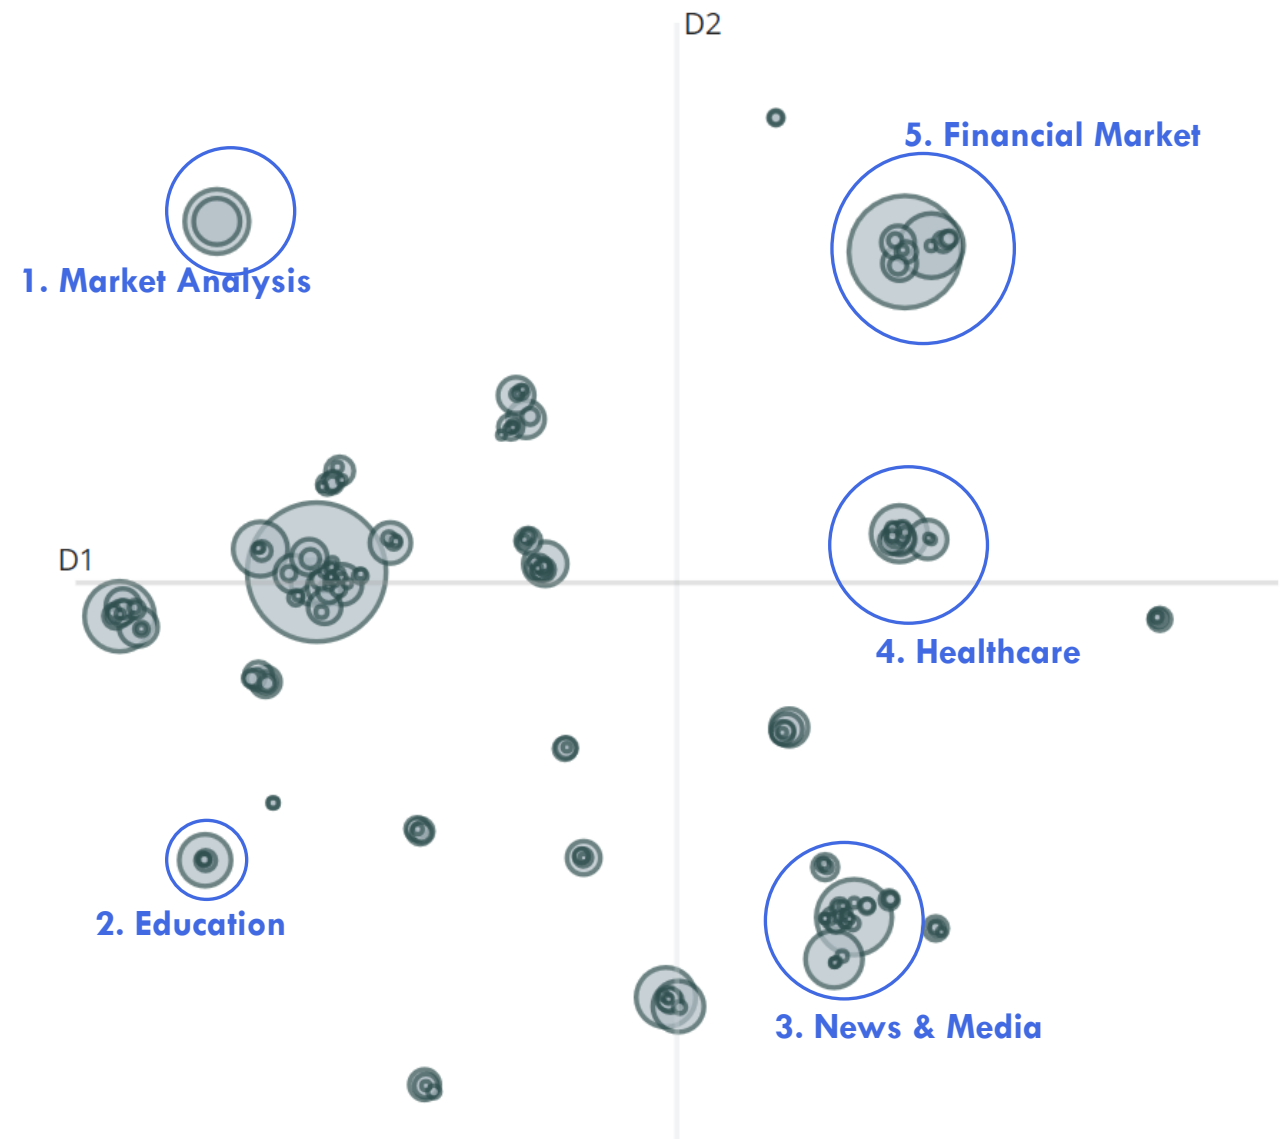 D2
5. Financial Market
1. Market Analysis
D1
4. Healthcare
2. Education
3. News & Media